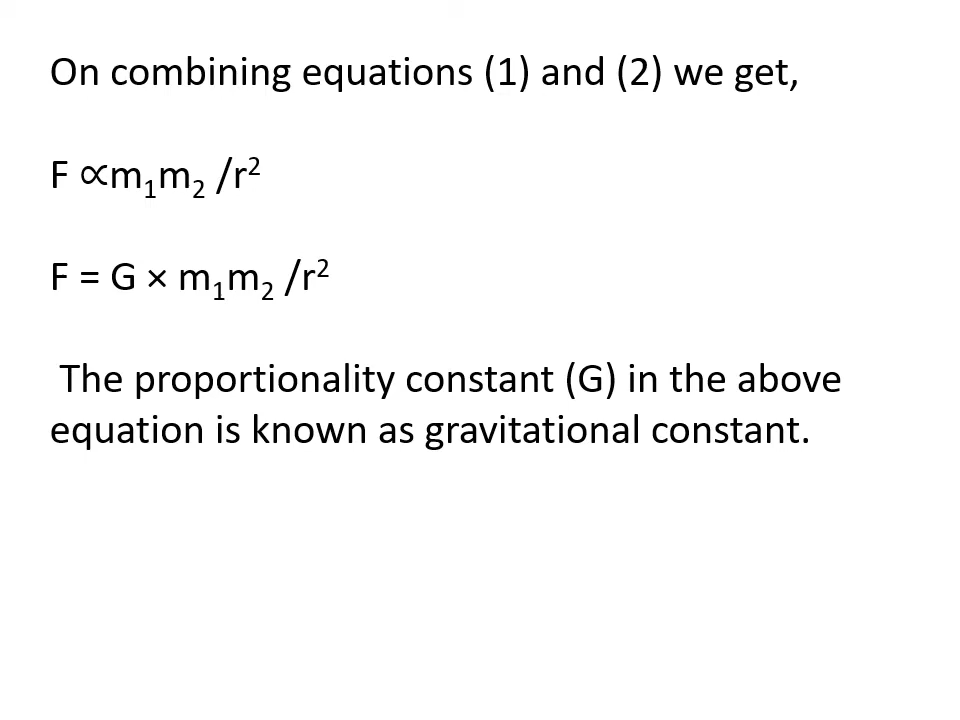 On combining equations (1) and (2) we get,
F ∝m₁m₂ /r²
F = G × m₁m₂ /r²
The proportionality constant (G) in the above
equation is known as gravitational constant.